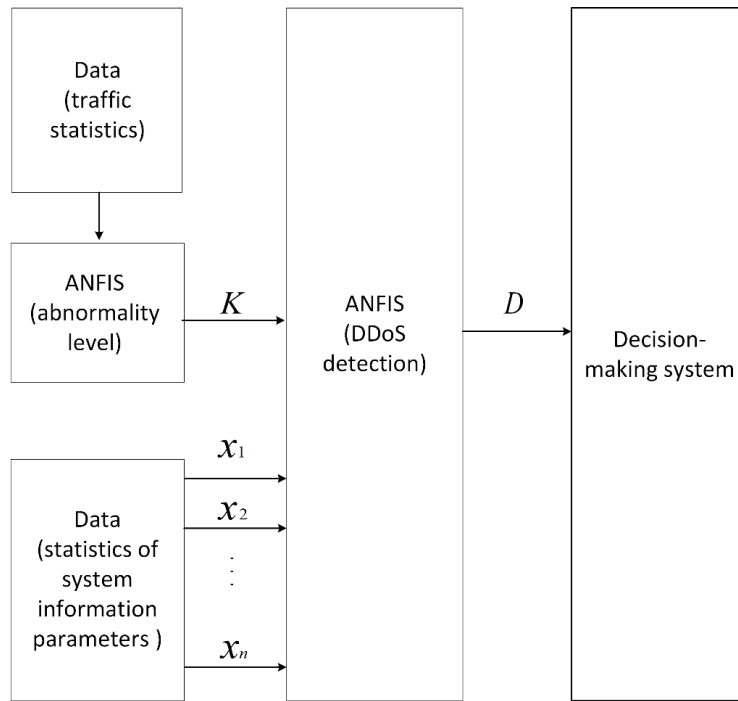 Data
(traffic
statistics)
ANFIS
(abnormality
level)
K
ANFIS
(DDoS
detection)
D
Decision-
making system
Data
(statistics of
system
information
parameters )
x1
x2
⋮
xn